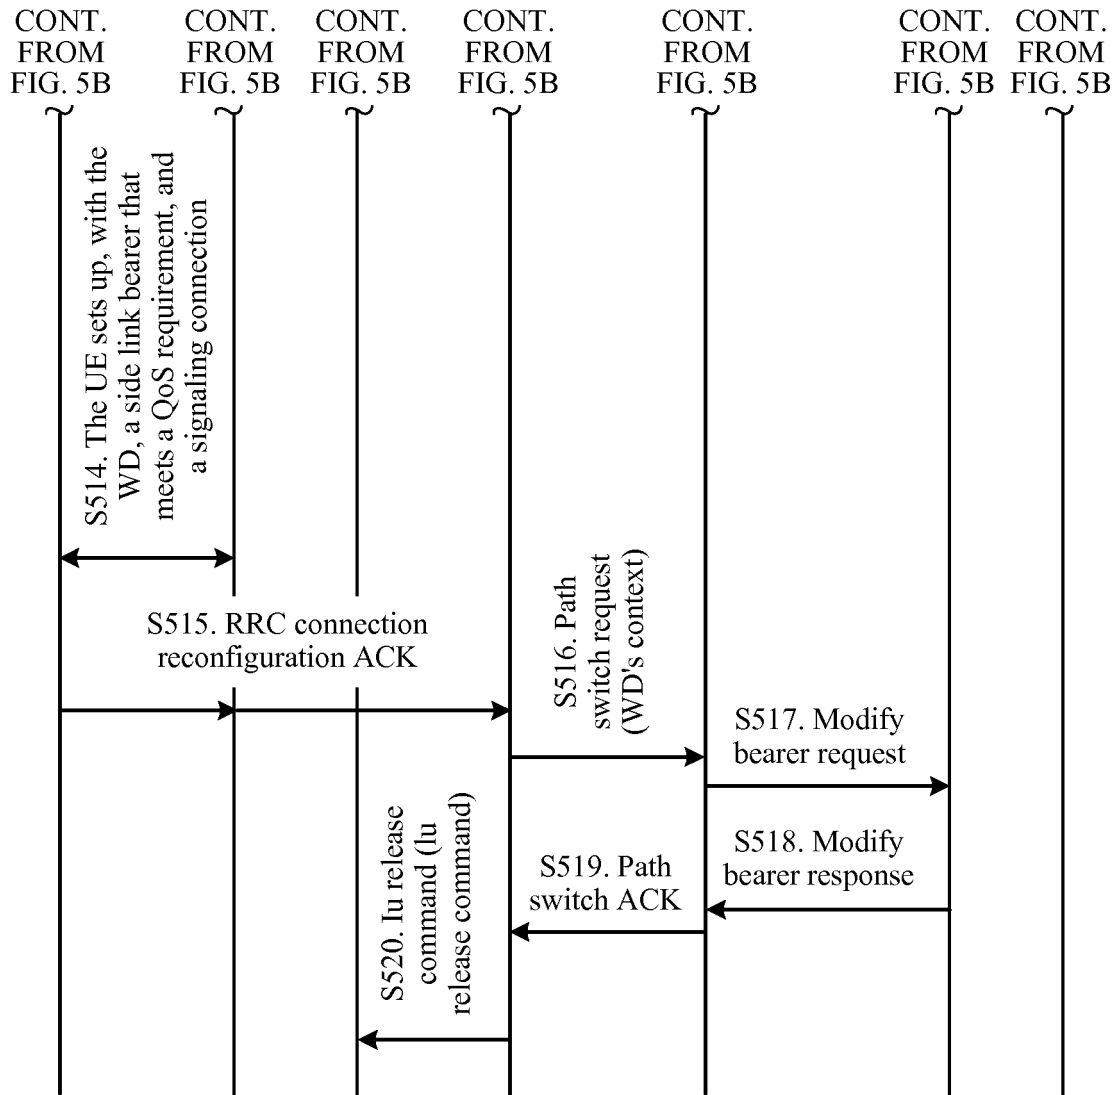 CONT.
FROM
FIG. 5B
CONT.
FROM
FIG. 5B
CONT.
FROM
FIG. 5B
CONT.
FROM
FIG. 5B
CONT.
FROM
FIG. 5B
CONT.
FROM
FIG. 5B
CONT.
FROM
FIG. 5B
S514. The UE sets up, with the
WD, a side link bearer that
meets a QoS requirement, and
a signaling connection
S515. RRC connection
reconfiguration ACK
S516. Path
switch request
(WD's context)
S517. Modify
bearer request
S518. Modify
bearer response
S519. Path
switch ACK
S520. Iu release
command (Iu
release command)